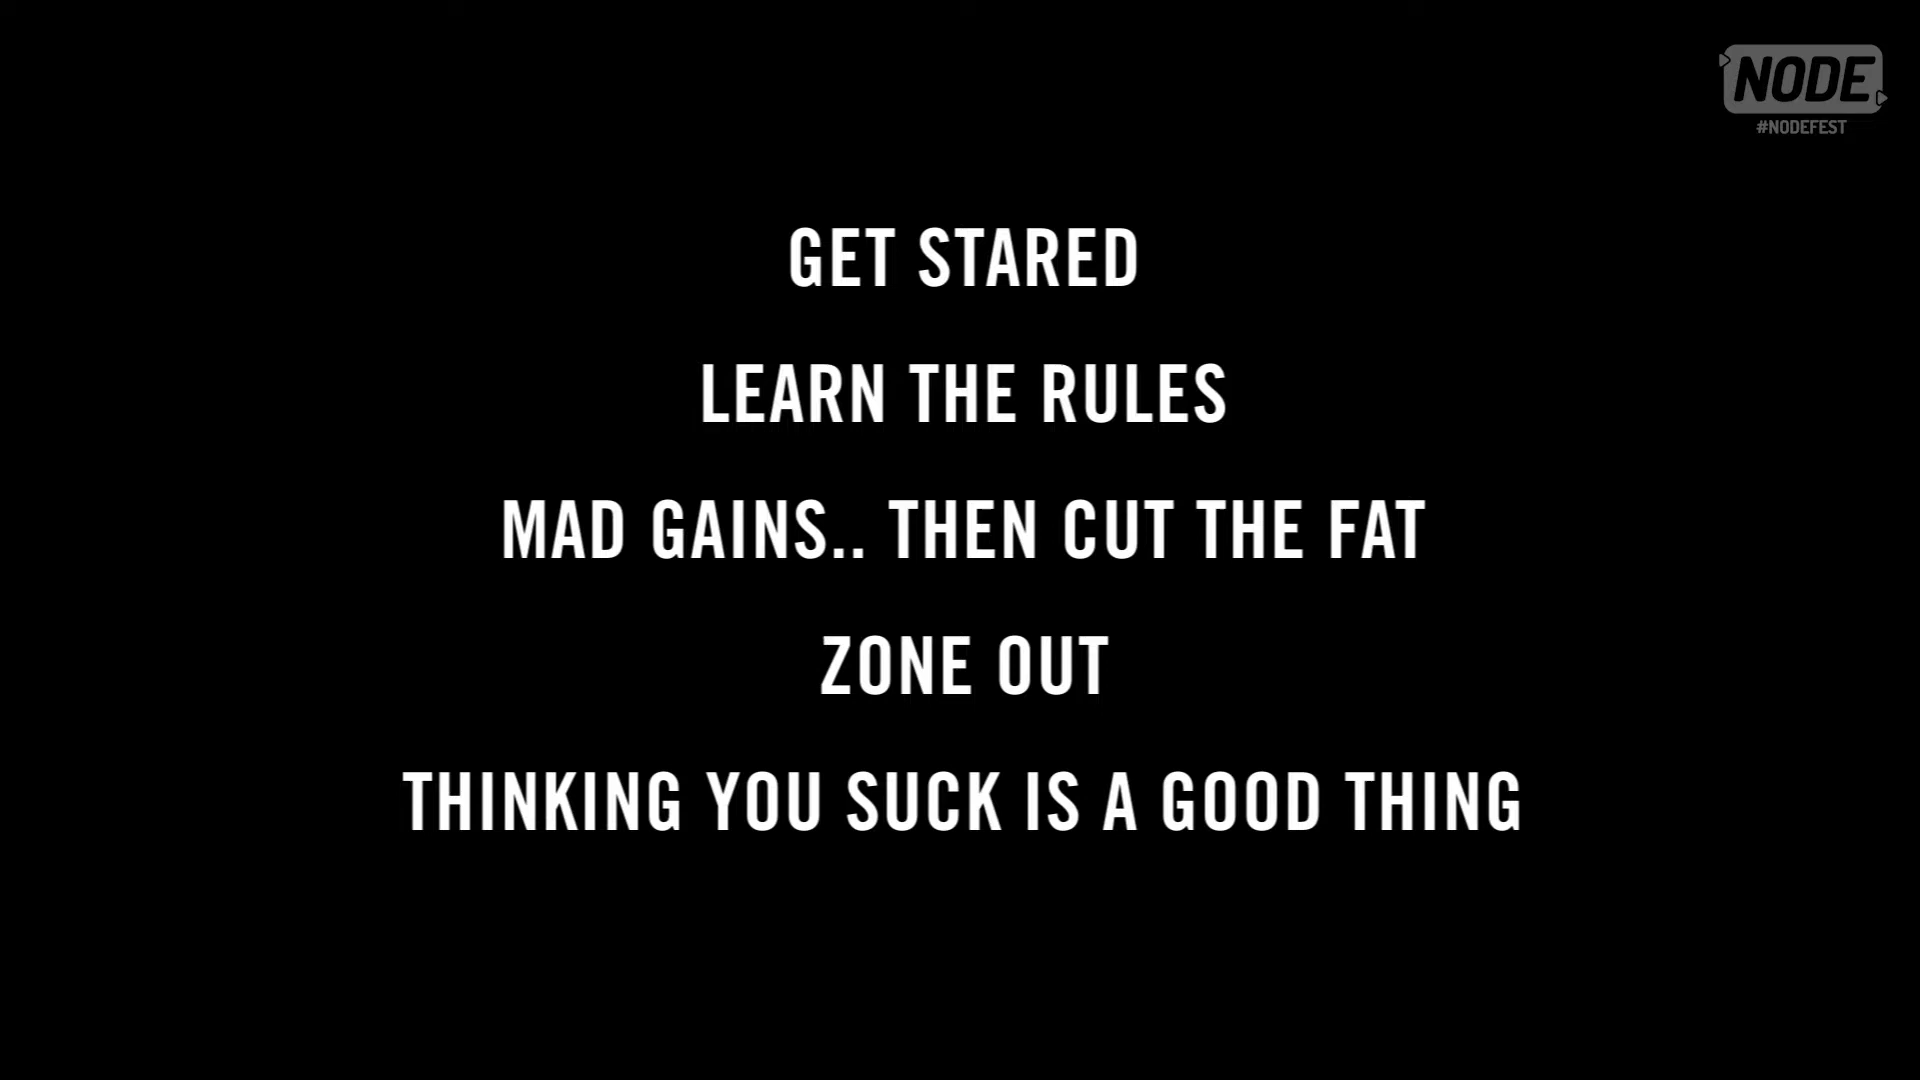 NODE
#NODEFEST
GET STARED
LEARN THE RULES
MAD GAINS.. THEN CUT THE FAT
ZONE OUT
THINKING YOU SUCK IS A GOOD THING